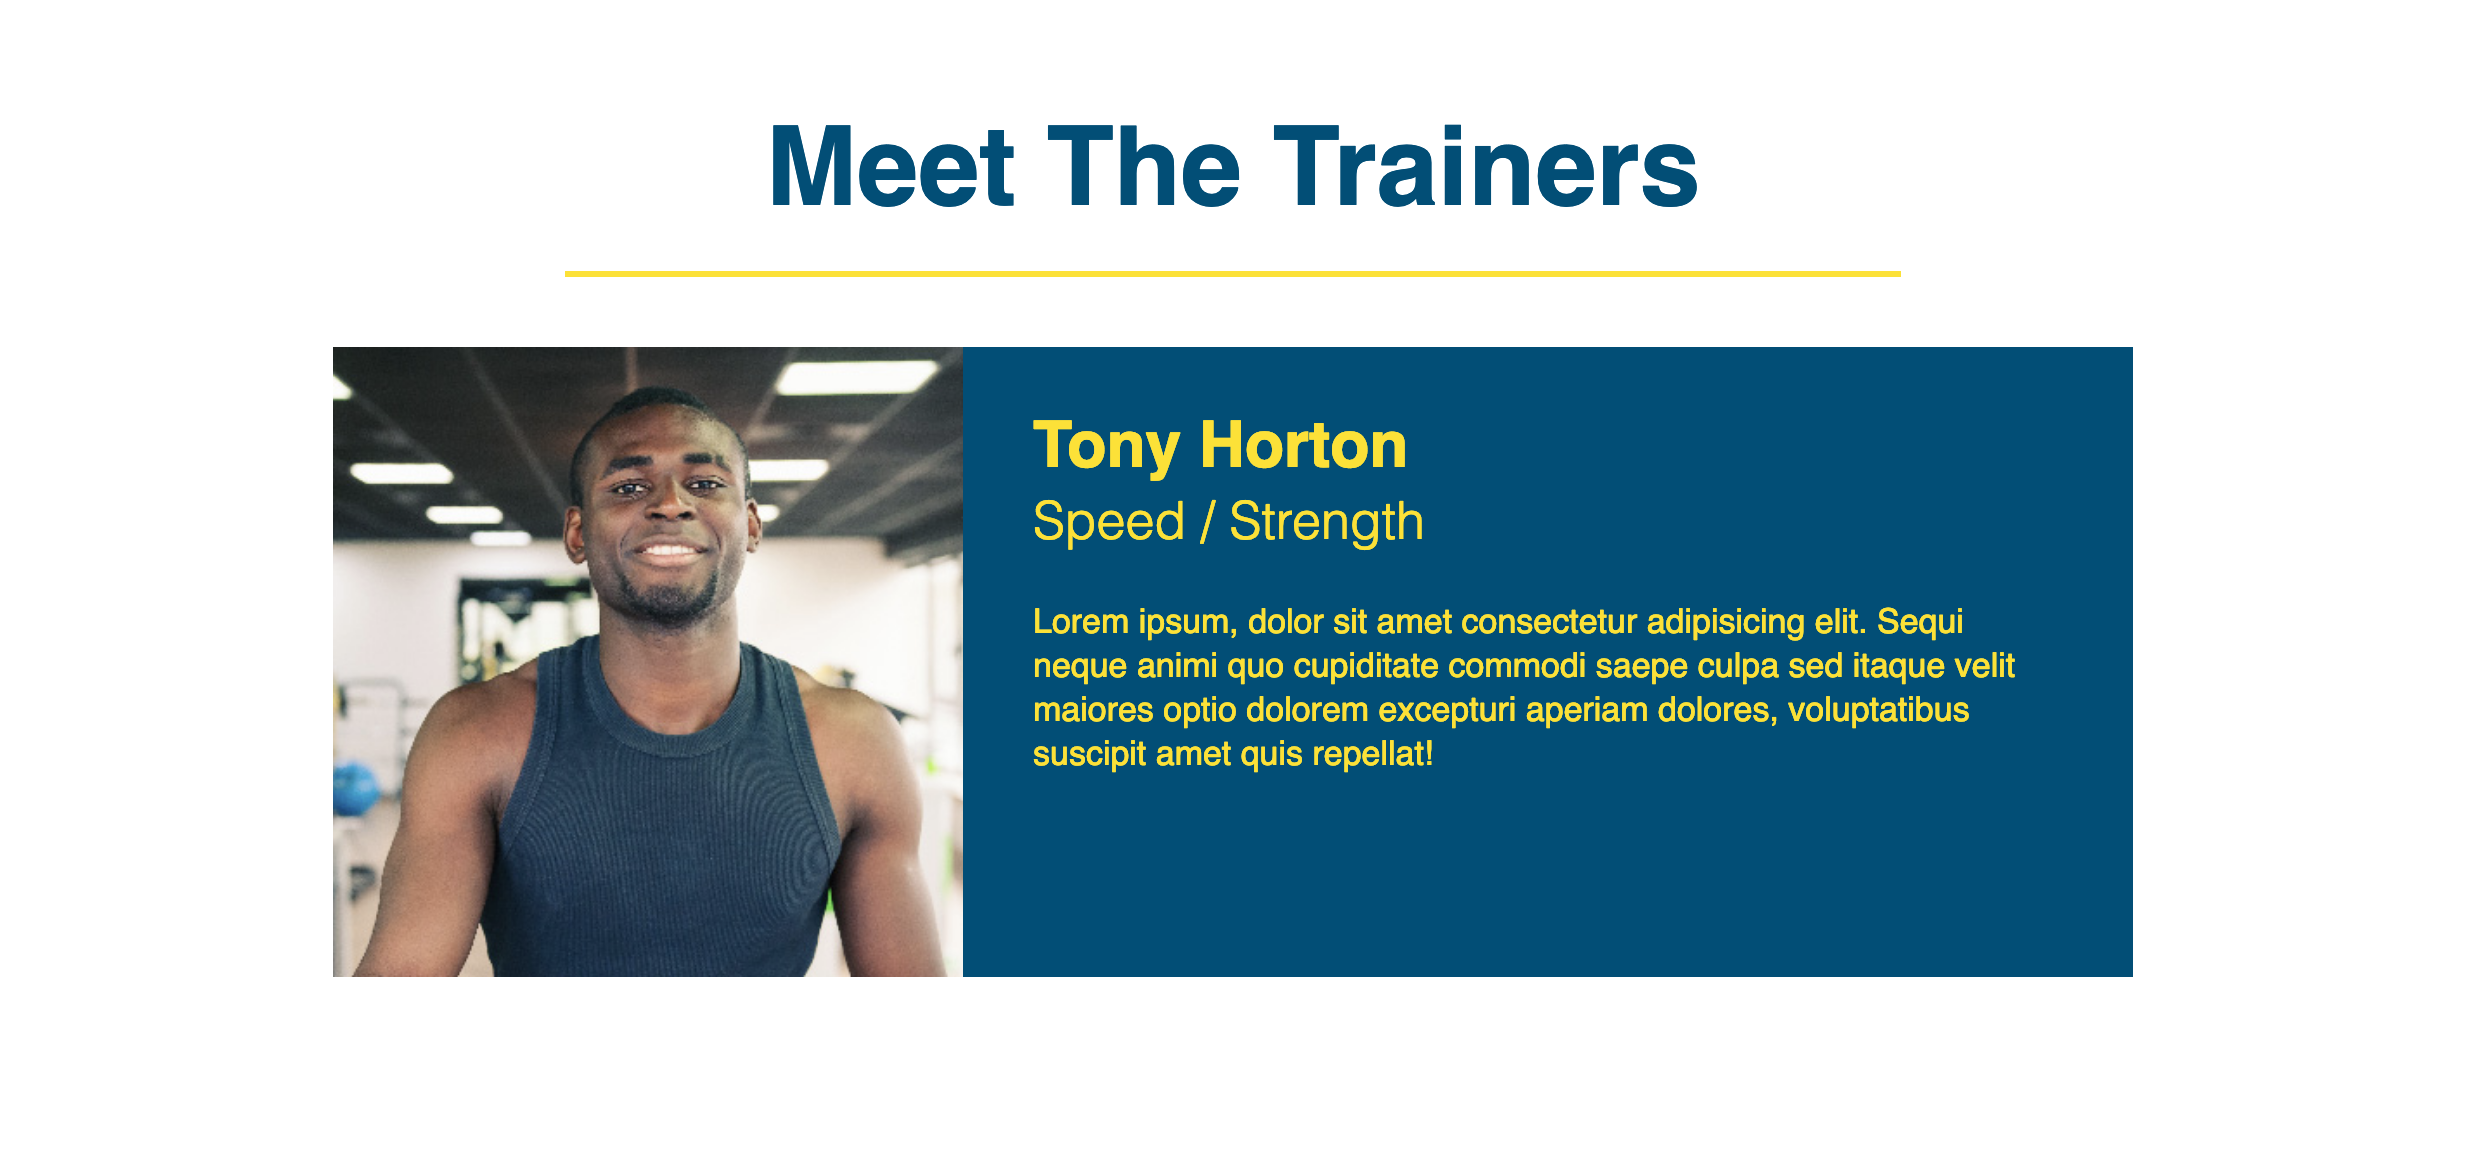 Meet The Trainers
Tony Horton
Speed / Strength
Lorem ipsum, dolor sit amet consectetur adipisicing elit. Sequi
neque animi quo cupiditate commodi saepe culpa sed itaque velit
maiores optio dolorem excepturi aperiam dolores, voluptatibus
suscipit amet quis repellat!